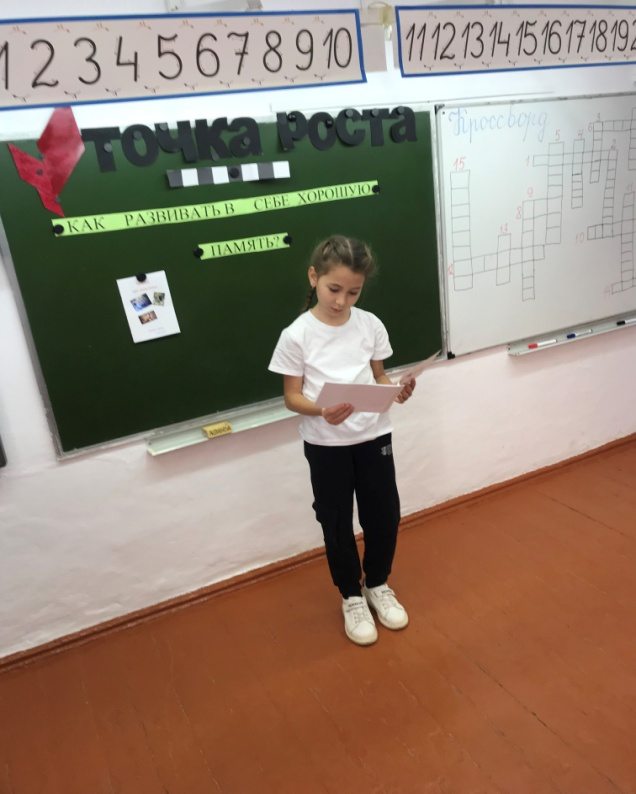 1 2 3 4 5 6 7 8 9 10
11 12 13 14 15 16 17 18 19 2
точка роста
КАК РАЗВИВАТЬ В СЕБЕ ХОРОШУЮ
ПАМЯТЬ?
Кроссворд